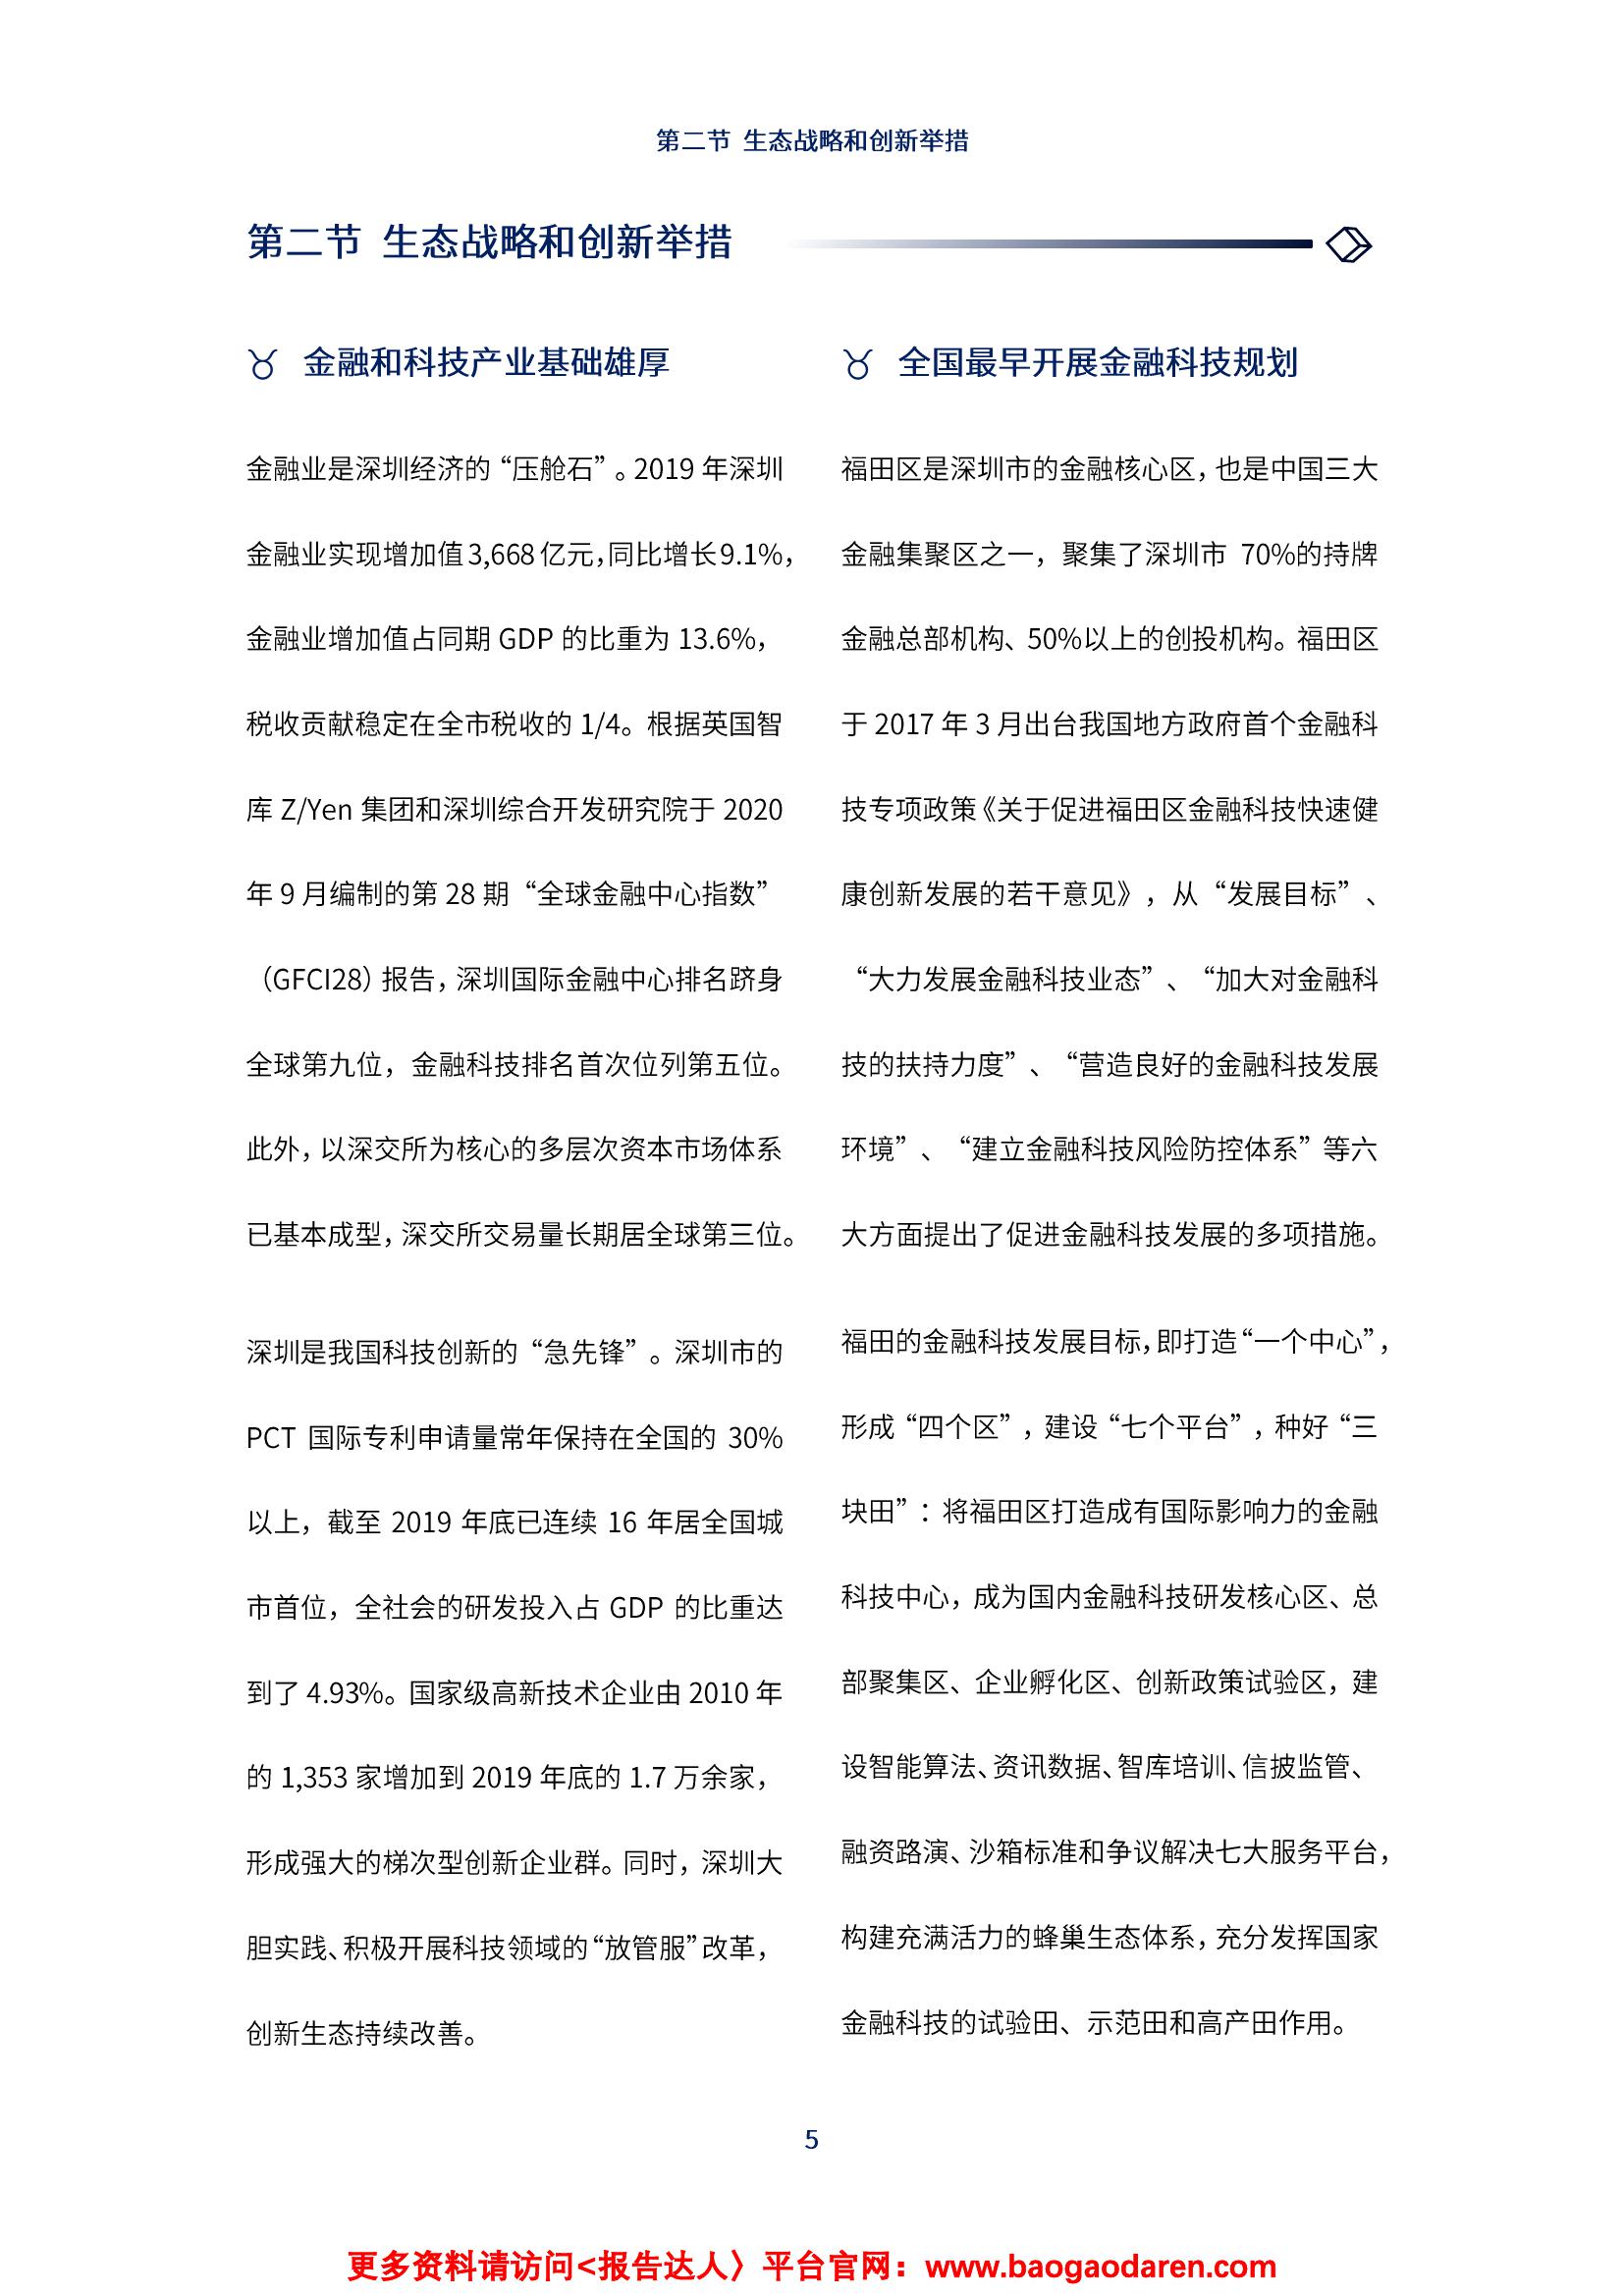 第二节 生态战略和创新举措
第二节 生态战略和创新举措
金融和科技产业基础雄厚
金融业是深圳经济的“压舱石”。2019 年深圳
金融业实现增加值 3,668 亿元,同比增长 9.1%，
金融业增加值占同期 GDP 的比重为 13.6%，
税收贡献稳定在全市税收的 1/4。根据英国智
库 Z/Yen 集团和深圳综合开发研究院于 2020
年 9 月编制的第 28 期“全球金融中心指数”
（GFCI28）报告，深圳国际金融中心排名跻身
全球第九位，金融科技排名首次位列第五位。
此外，以深交所为核心的多层次资本市场体系
已基本成型，深交所交易量长期居全球第三位。
深圳是我国科技创新的“急先锋”。深圳市的
PCT 国际专利申请量常年保持在全国的 30%
以上，截至 2019 年底已连续 16 年居全国城
市首位，全社会的研发投入占 GDP 的比重达
到了 4.93%。国家级高新技术企业由 2010 年
的 1,353 家增加到 2019 年底的 1.7 万余家，
形成强大的梯次型创新企业群。同时，深圳大
胆实践、积极开展科技领域的“放管服”改革，
创新生态持续改善。
全国最早开展金融科技规划
福田区是深圳市的金融核心区，也是中国三大
金融集聚区之一，聚集了深圳市 70%的持牌
金融总部机构、50%以上的创投机构。福田区
于 2017 年 3 月出台我国地方政府首个金融科
技专项政策《关于促进福田区金融科技快速健
康创新发展的若干意见》，从“发展目标”、
“大力发展金融科技业态”、“加大对金融科
技的扶持力度”、“营造良好的金融科技发展
环境”、“建立金融科技风险防控体系”等六
大方面提出了促进金融科技发展的多项措施。
福田的金融科技发展目标，即打造“一个中心”，
形成“四个区”，建设“七个平台”，种好“三
块田”：将福田区打造成有国际影响力的金融
科技中心，成为国内金融科技研发核心区、总
部聚集区、企业孵化区、创新政策试验区，建
设智能算法、资讯数据、智库培训、信披监管、
融资路演、沙箱标准和争议解决七大服务平台，
构建充满活力的蜂巢生态体系，充分发挥国家
金融科技的试验田、示范田和高产田作用。
5
更多资料请访问<报告达人〉平台官网：www.baogaodaren.com